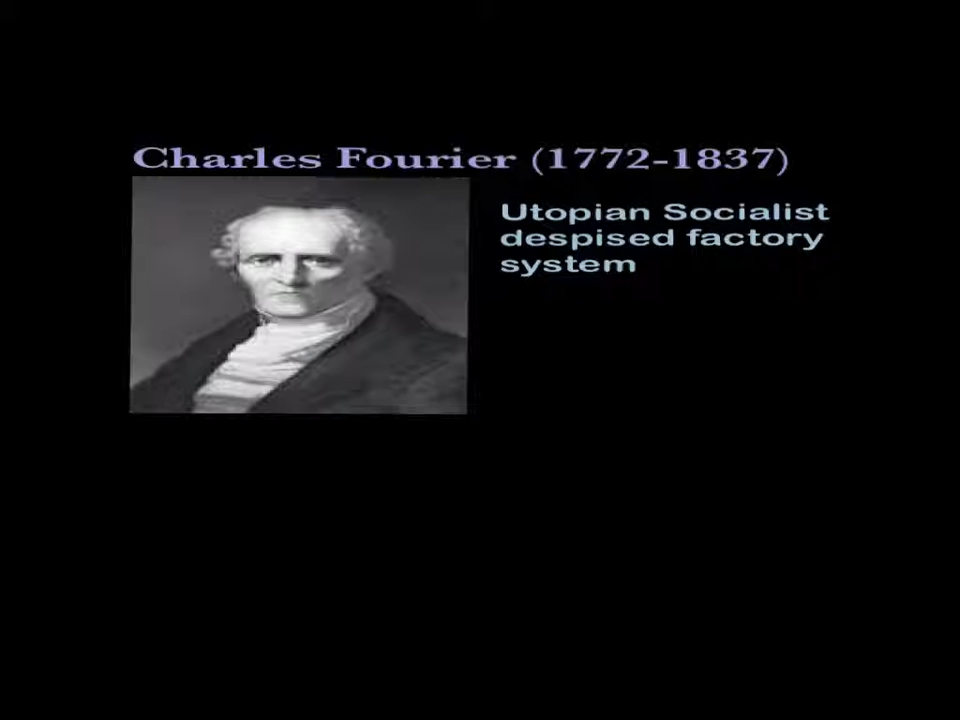 Charles Fourier (1772-1837)
Utopian Socialist
despised factory
system